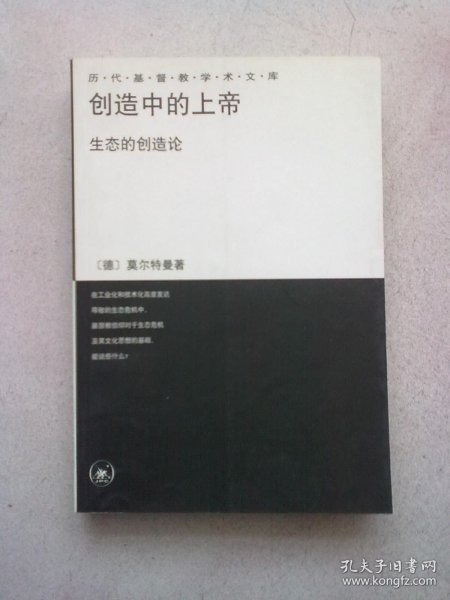 历·代·基·督·教·学·术·文·库
创造中的上帝
生态的创造论
〔德〕莫尔特曼著
在工业化和技术化高度发达
导致的生态危机中,
基督教信仰对于生态危机
及其文化思想的基础,
能说些什么?
孔夫子旧书网
www.kongfz.com